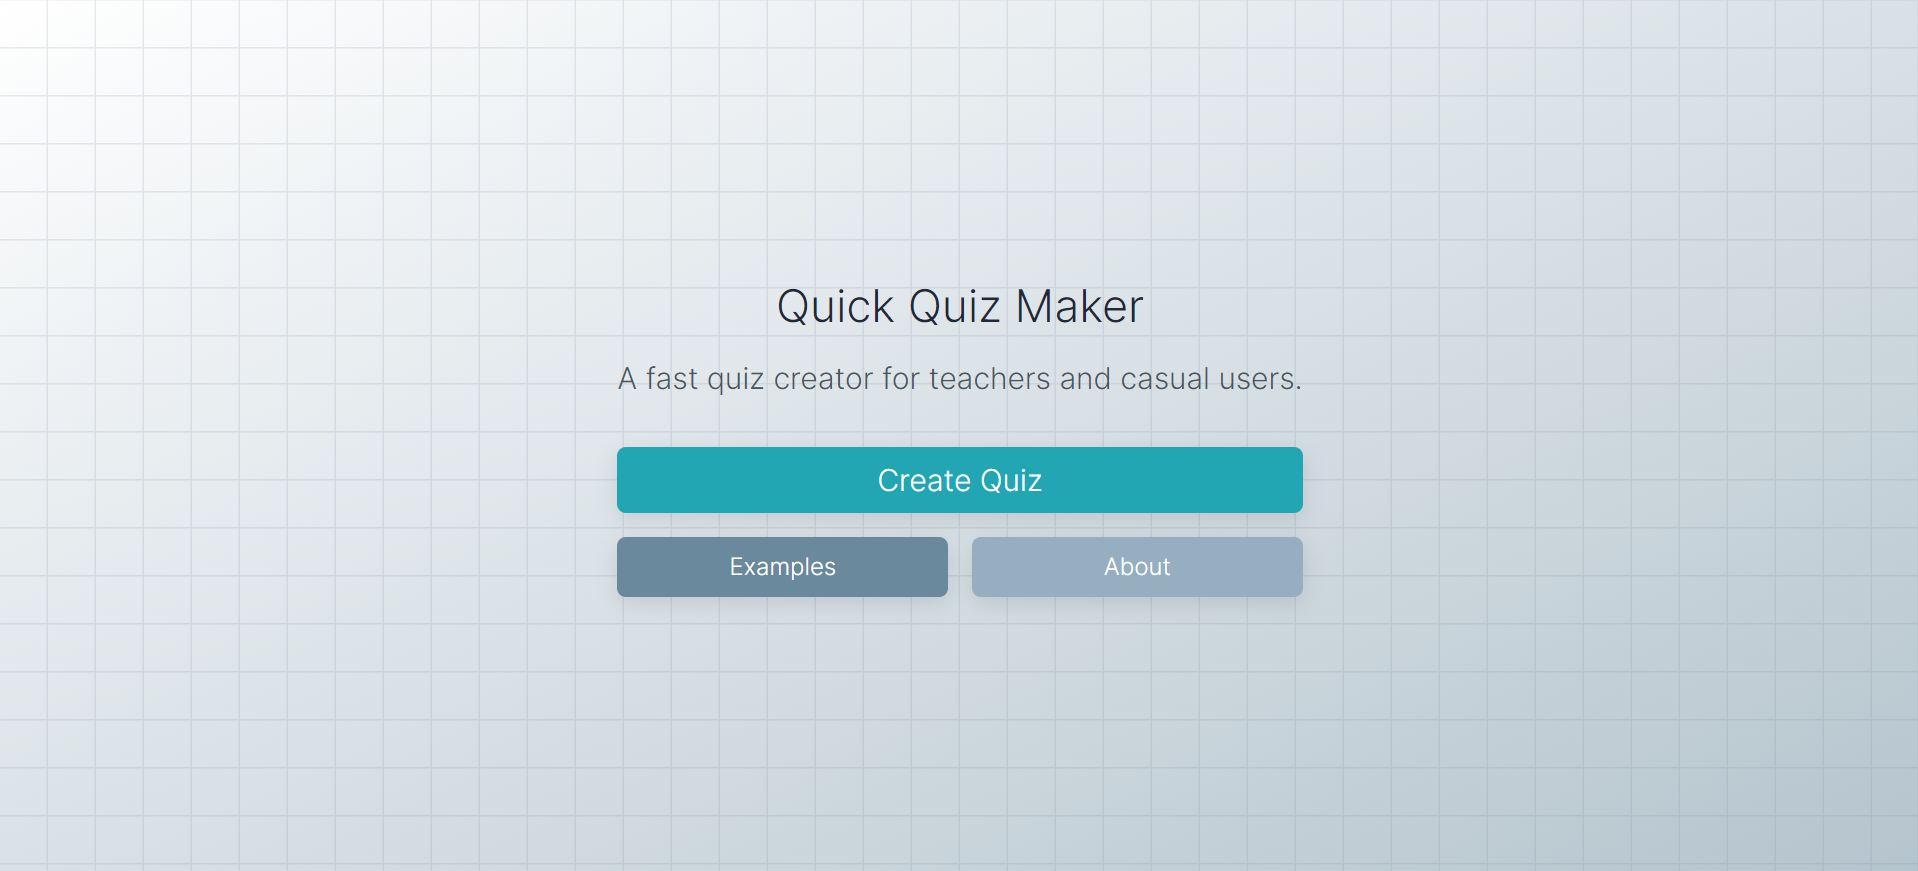 Quick Quiz Maker
A fast quiz creator for teachers and casual users.
Create Quiz
Examples
About